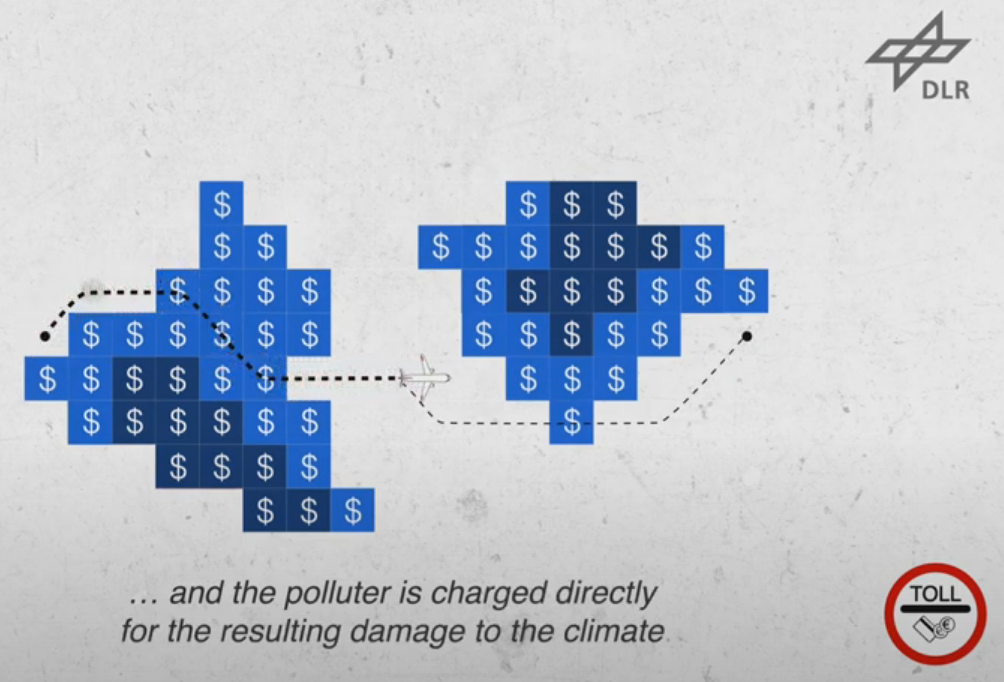 DLR
$
$ $ $
$ $
$ $ $ $ $ $ $
$ $ $ $
$ $ $ $ $ $ $
$ $ $ $ $ $
$ $ $ $ $
$ $ $ $ $ $
$ $ $
$ $ $ $ $ $
$
$ $ $ $
$ $ $
... and the polluter is charged directly
for the resulting damage to the climate
TOLL
€